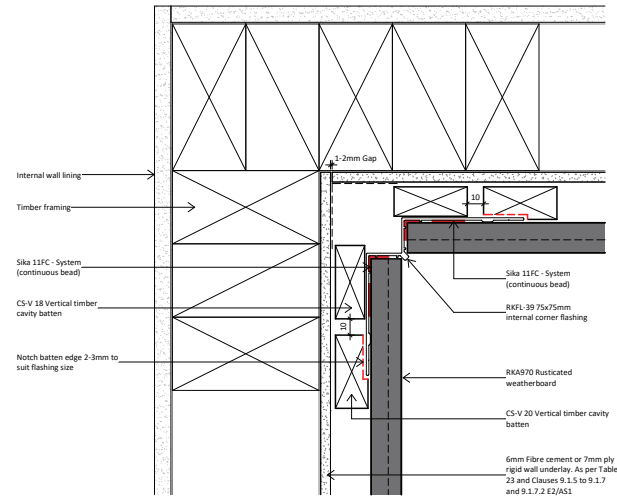 1-2mm Gap
Internal wall lining
10
Timber framing
Sika 11FC - System
(continuous bead)
Sika 11FC - System
(continuous bead)
CS-V 18 Vertical timber
cavity batten
RKFL-39 75x75mm
internal corner flashing
10
Notch batten edge 2-3mm to
suit flashing size
RKA970 Rusticated
weatherboard
CS-V 20 Vertical timber cavity
batten
6mm Fibre cement or 7mm ply
rigid wall underlay. As per Table
23 and Clauses 9.1.5 to 9.1.7
and 9.1.7.2 E2/AS1